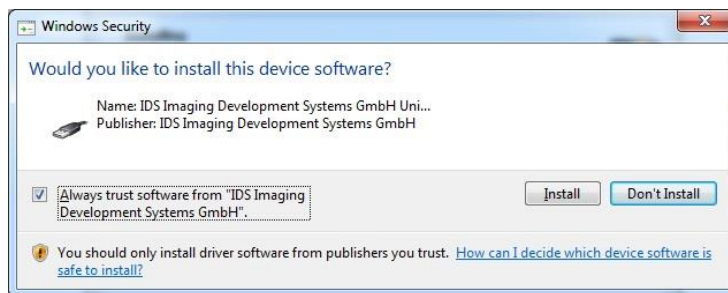 Windows Security
Would you like to install this device software?
Name: IDS Imaging Development Systems GmbH Uni...
Publisher: IDS Imaging Development Systems GmbH
Always trust software from "IDS Imaging
Development Systems GmbH".
Install
Don't Install
You should only install driver software from publishers you trust. How can I decide which device software is
safe to install?